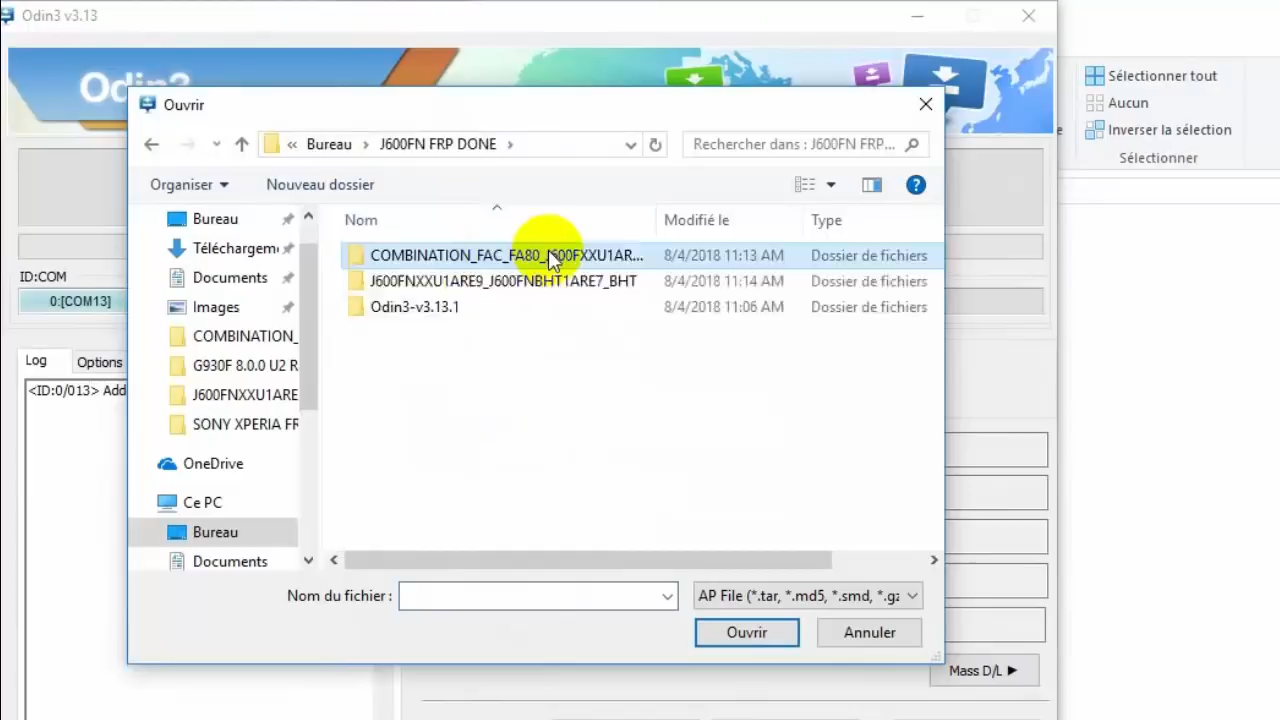 Odin3 v3.13
Odin3
Ouvrir
« Bureau › J600FN FRP DONE ›
Rechercher dans : J600FN FRP...
Organiser
Nouveau dossier
?
Bureau
Téléchargem
Documents
Images
COMBINATION_
G930F 8.0.0 U2 R
J600FNXXU1ARE
SONY XPERIA FR
OneDrive
Ce PC
Bureau
Documents
Nom Modifié le Type
COMBINATION_FAC_FA80_J600FXXU1AR... 8/4/2018 11:13 AM Dossier de fichiers
J600FNXXU1ARE9_J600FNBHT1ARE7_BHT 8/4/2018 11:14 AM Dossier de fichiers
Odin3-v3.13.1 8/4/2018 11:06 AM Dossier de fichiers
Nom du fichier :
AP File (*.tar, *.md5, *.smd, *.gz
Ouvrir
Annuler
ID:COM
0:[COM13]
Log
Options
<ID:0/013> Add
Mass D/L
Sélectionner tout
Aucun
Inverser la sélection
Sélectionner